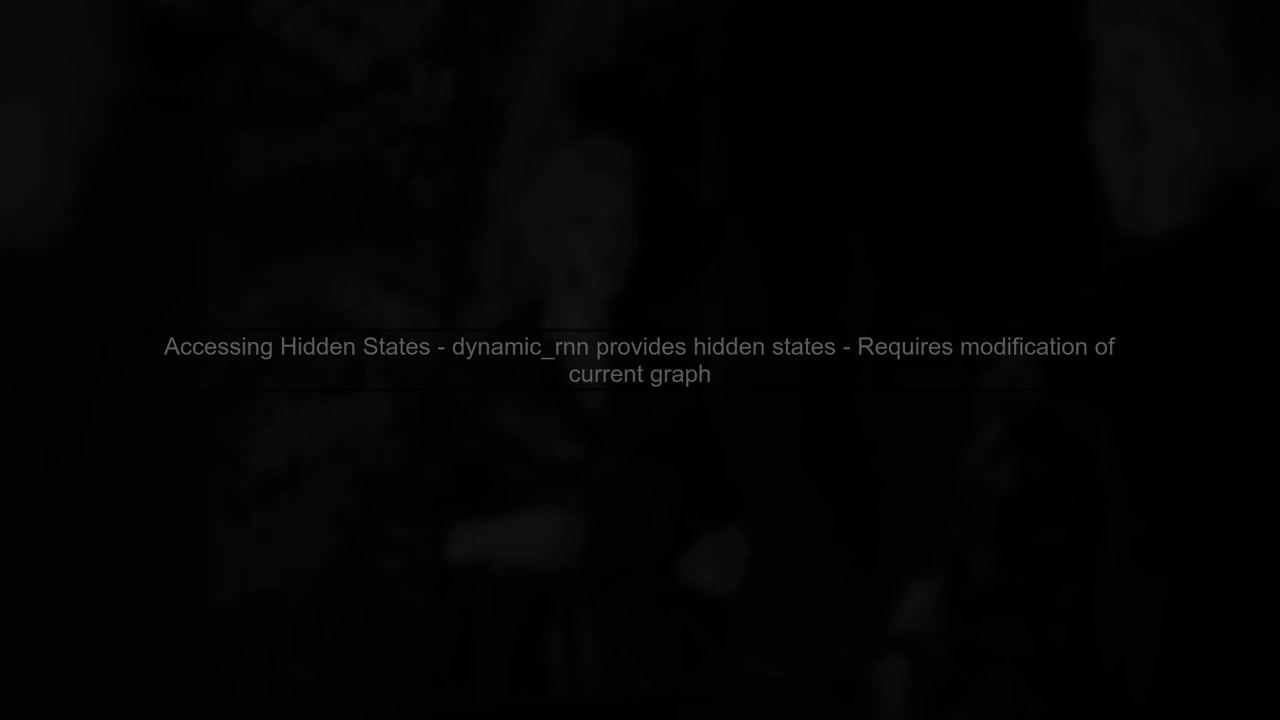 Accessing Hidden States - dynamic_rnn provides hidden states - Requires modification of
current graph